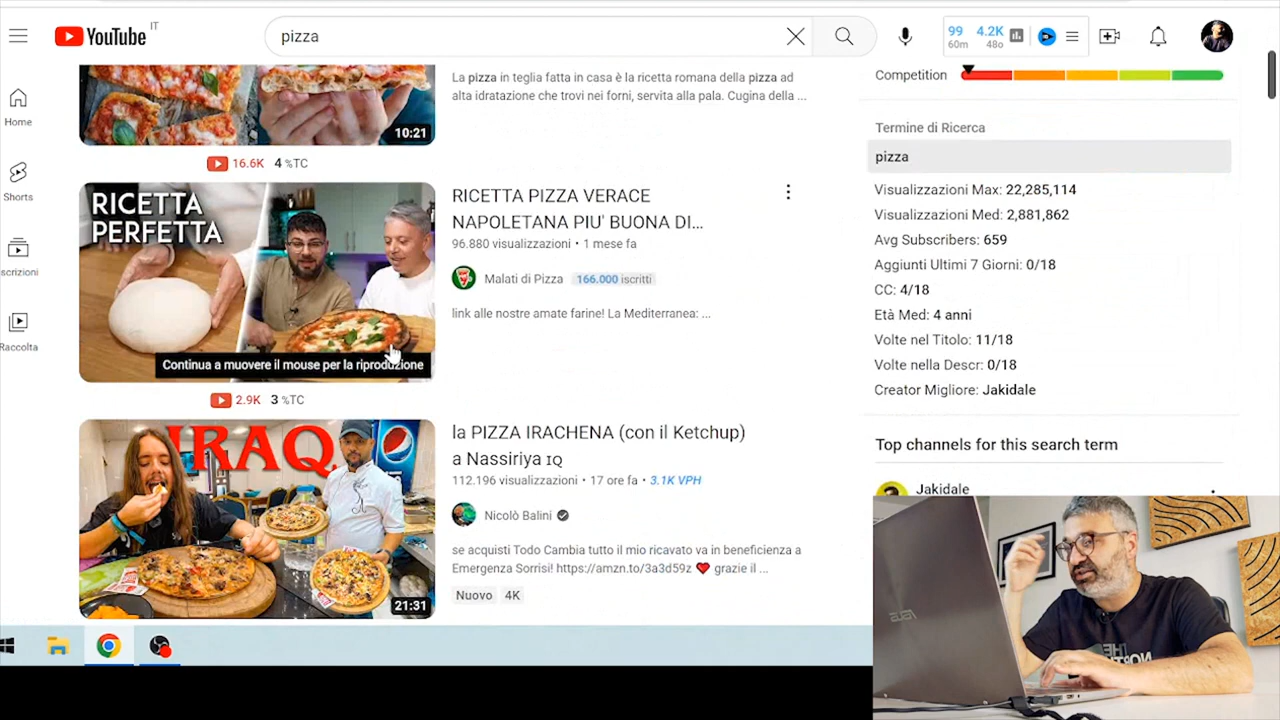 YouTube IT
pizza
99 60m
4.2K 48o
Home
Shorts
scrizioni
Raccolta
10:21
La pizza in teglia fatta in casa è la ricetta romana della pizza ad
alta idratazione che trovi nei forni, servita alla pala. Cugina della ...
16.6K 4 %TC
RICETTA
PERFETTA
Continua a muovere il mouse per la riproduzione
RICETTA PIZZA VERACE
NAPOLETANA PIU' BUONA DI...
96.880 visualizzazioni • 1 mese fa
Malati di Pizza 166.000 iscritti
link alle nostre amate farine! La Mediterranea: ...
2.9K 3 %TC
IRAQ
21:31
la PIZZA IRACHENA (con il Ketchup)
a Nassiriya IQ
112.196 visualizzazioni • 17 ore fa • 3.1K VPH
Nicolò Balini
se acquisti Todo Cambia tutto il mio ricavato va in beneficienza a
Emergenza Sorrisi! https://amzn.to/3a3d59z ❤️ grazie il ...
Nuovo 4K
Competition
Termine di Ricerca
pizza
Visualizzazioni Max: 22,285,114
Visualizzazioni Med: 2,881,862
Avg Subscribers: 659
Aggiunti Ultimi 7 Giorni: 0/18
CC: 4/18
Età Med: 4 anni
Volte nel Titolo: 11/18
Volte nella Descr: 0/18
Creator Migliore: Jakidale
Top channels for this search term
Jakidale
ASUS
THE